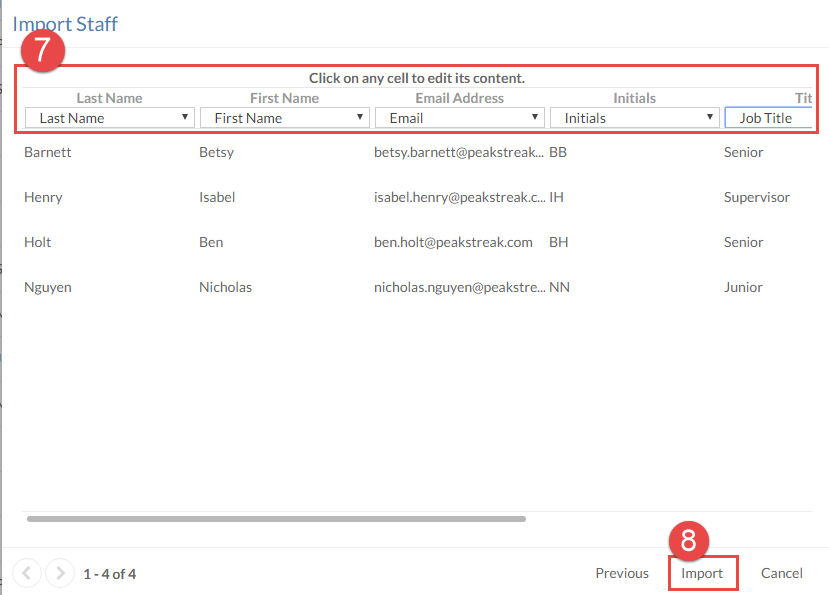 Import Staff
7
Click on any cell to edit its content.
Last Name First Name Email Address Initials Tit
Last Name First Name Email Initials Job Title
Barnett Betsy betsy.barnett@peakstreak... BB Senior
Henry Isabel isabel.henry@peakstreak.c... IH Supervisor
Holt Ben ben.holt@peakstreak.com BH Senior
Nguyen Nicholas nicholas.nguyen@peakstre... NN Junior
8
1 - 4 of 4 Previous Import Cancel